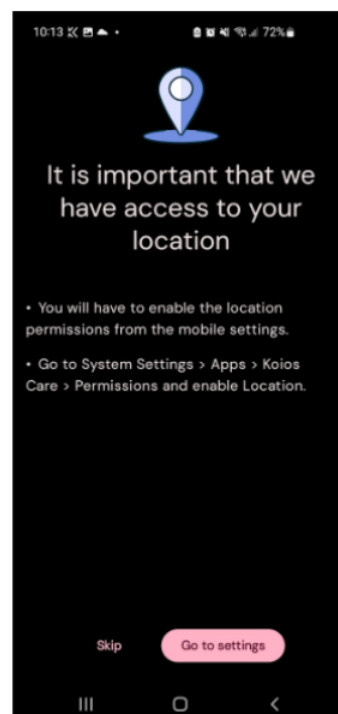 10:13 72%
It is important that we
have access to your
location
• You will have to enable the location
permissions from the mobile settings.
• Go to System Settings > Apps > Koios
Care > Permissions and enable Location.
Skip Go to settings